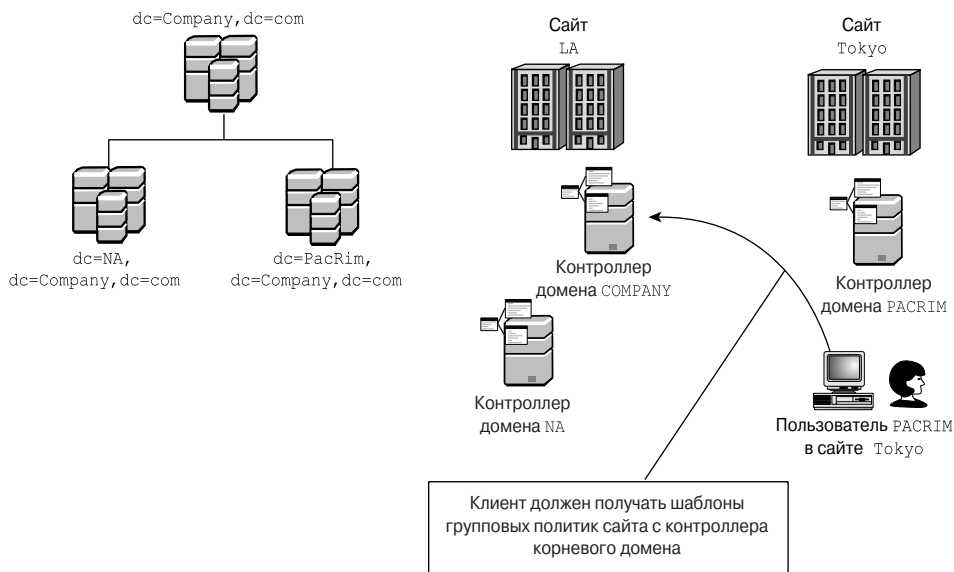 dc=Company,dc=com
dc=NA,
dc=Company,dc=com
dc=PacRim,
dc=Company,dc=com
Сайт
LA
Сайт
Tokyo
Контроллер
домена COMPANY
Контроллер
домена PACRIM
Контроллер
домена NA
Пользователь PACRIM
в сайте Tokyo
Клиент должен получать шаблоны
групповых политик сайта с контроллера
корневого домена